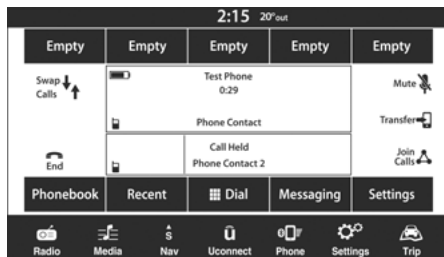 2:15 20°out
Empty Empty Empty Empty Empty
Swap
Calls
Test Phone
0:29
Phone Contact
Mute
Transfer
End
Call Held
Phone Contact 2
Join
Calls
Phonebook Recent Dial Messaging Settings
S
û
Radio Media Nav Uconnect Phone Settings Trip